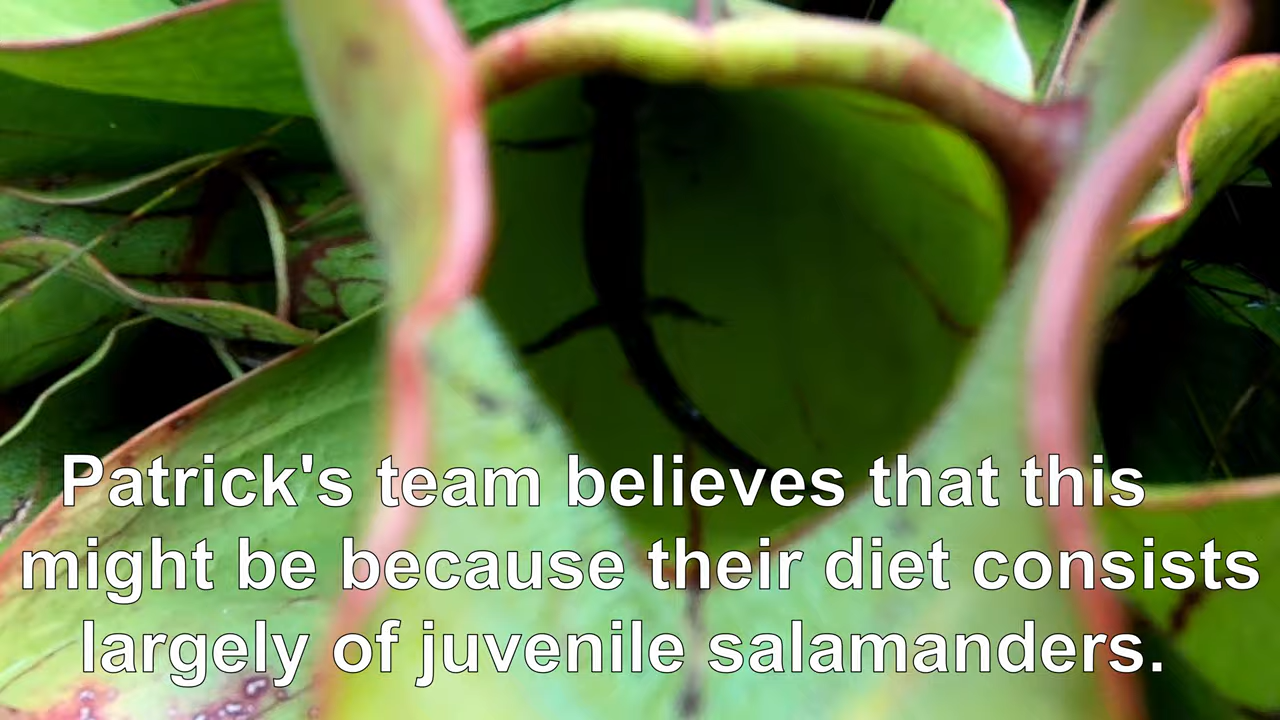 Patrick's team believes that this
might be because their diet consists
largely of juvenile salamanders.